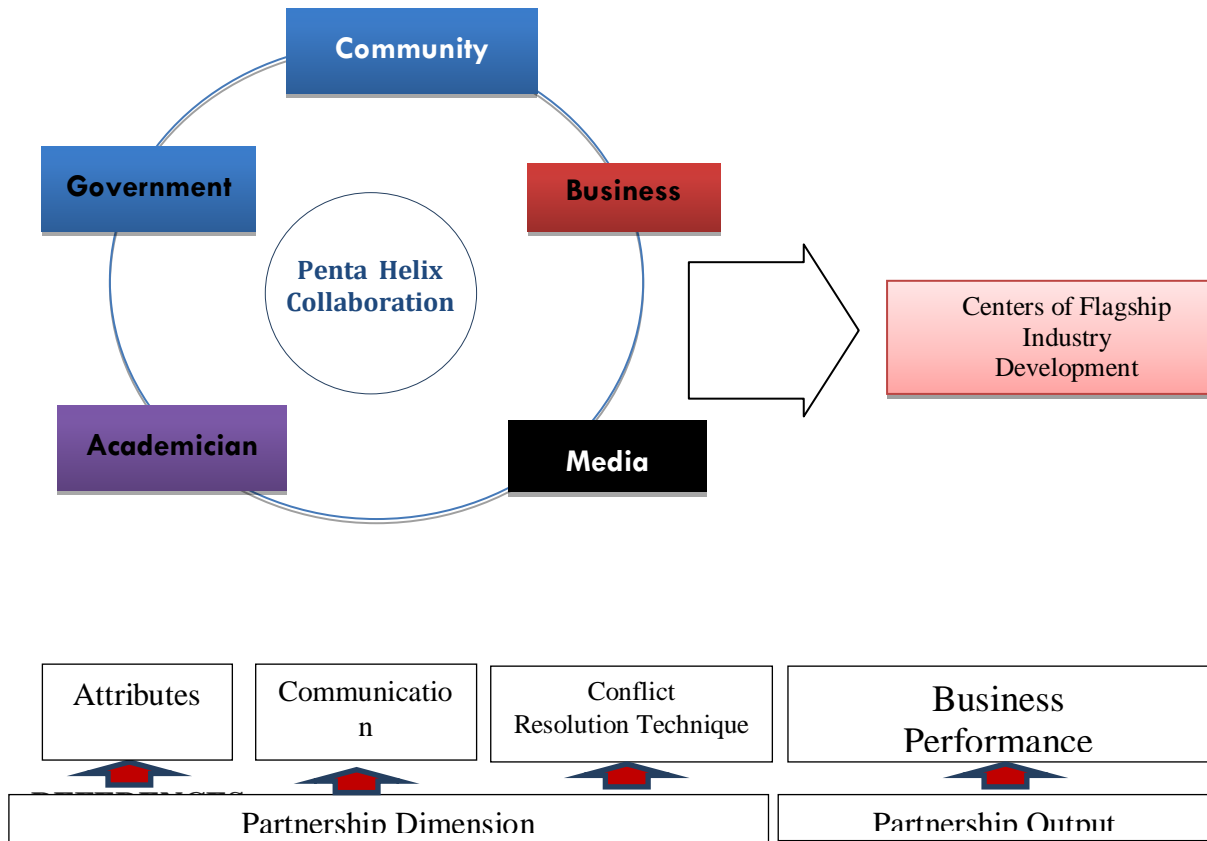 Community
Government
Business
Penta Helix
Collaboration
Centers of Flagship
Industry
Development
Academician
Media
Attributes
Communicatio
n
Conflict
Resolution Technique
Business
Performance
REFERENCES
Partnership Dimension
Partnership Output